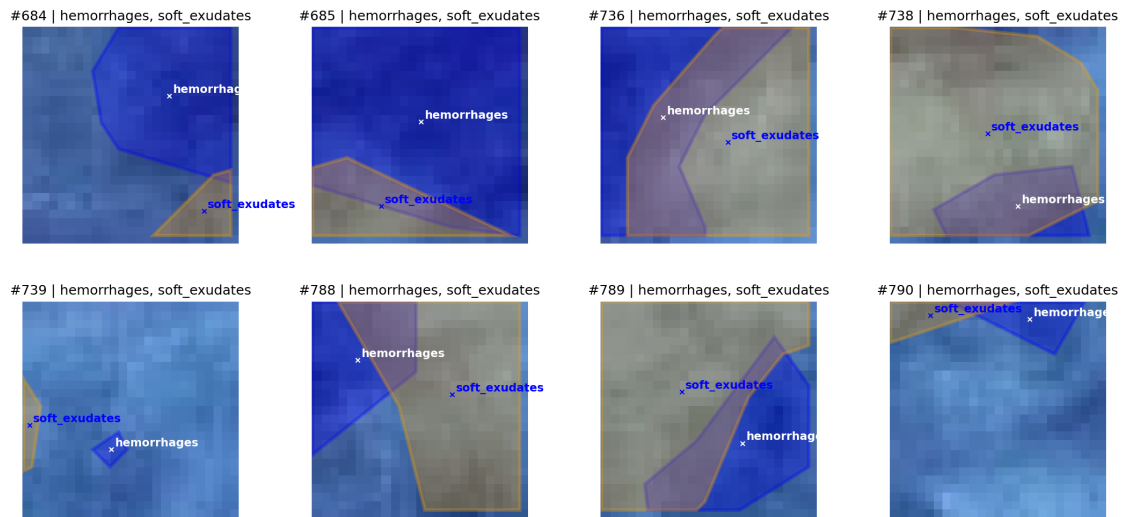 #684 | hemorrhages, soft_exudates
#685 | hemorrhages, soft_exudates
#736 | hemorrhages, soft_exudates
#738 | hemorrhages, soft_exudates
hemorrhag
soft_exudates
hemorrhages
soft_exudates
hemorrhages
soft_exudates
soft_exudates
hemorrhages
#739 | hemorrhages, soft_exudates
#788 | hemorrhages, soft_exudates
#789 | hemorrhages, soft_exudates
#790 | hemorrhages, soft_exudates
soft_exudates
hemorrhages
hemorrhages
soft_exudates
soft_exudates
hemorrhag
soft_exudates
hemorrhage